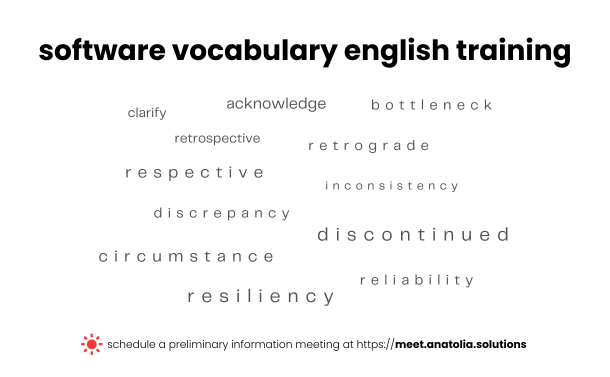 software vocabulary english training
clarify
acknowledge
bottleneck
retrospective
retrograde
respective
inconsistency
discrepancy
discontinued
circumstance
reliability
resiliency
schedule a preliminary information meeting at https://meet.anatolia.solutions